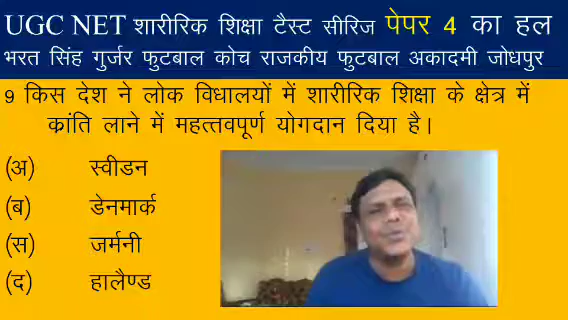 UGC NET शारीरिक शिक्षा टैस्ट सीरिज पेपर 4 का हल
भरत सिंह गुर्जर फुटबाल कोच राजकीय फुटबाल अकादमी जोधपुर
9 किस देश ने लोक विधालयों में शारीरिक शिक्षा के क्षेत्र में
क्रांति लाने में महत्तवपूर्ण योगदान दिया है।
(अ) स्वीडन
(ब) डेनमार्क
(स) जर्मनी
(द) हालैण्ड